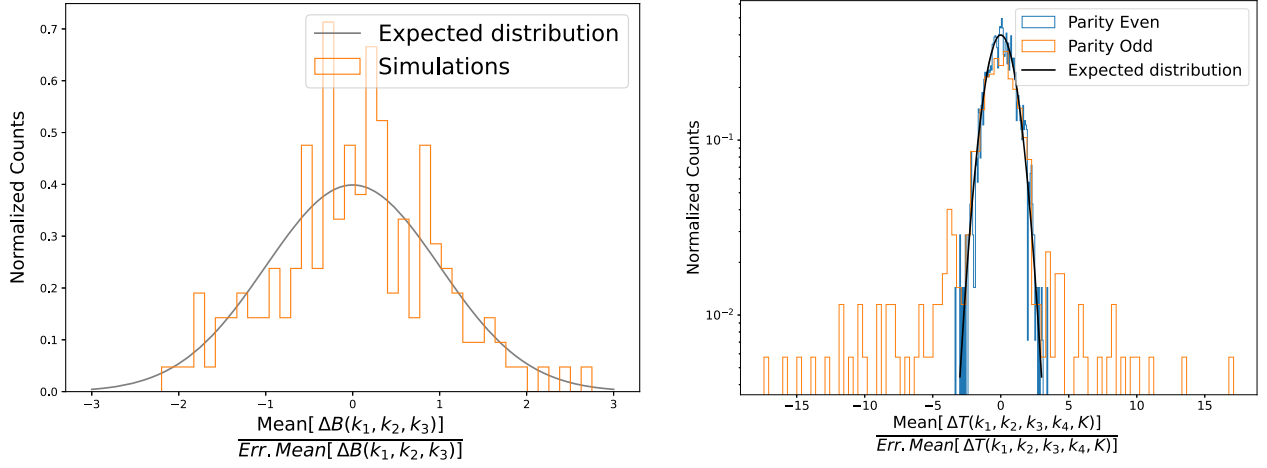 Normalized Counts
0.7
0.6
0.5
0.4
0.3
0.2
0.1
0.0
Expected distribution
Simulations
−3 −2 −1 0 1 2 3
Mean[ ΔB(k₁, k₂, k₃)]
Err. Mean[ ΔB(k₁, k₂, k₃)]
Normalized Counts
10⁻¹
10⁻²
Parity Even
Parity Odd
Expected distribution
−15 −10 −5 0 5 10 15
Mean[ ΔT(k₁, k₂, k₃, k₄, K)]
Err. Mean[ ΔT(k₁, k₂, k₃, k₄, K)]